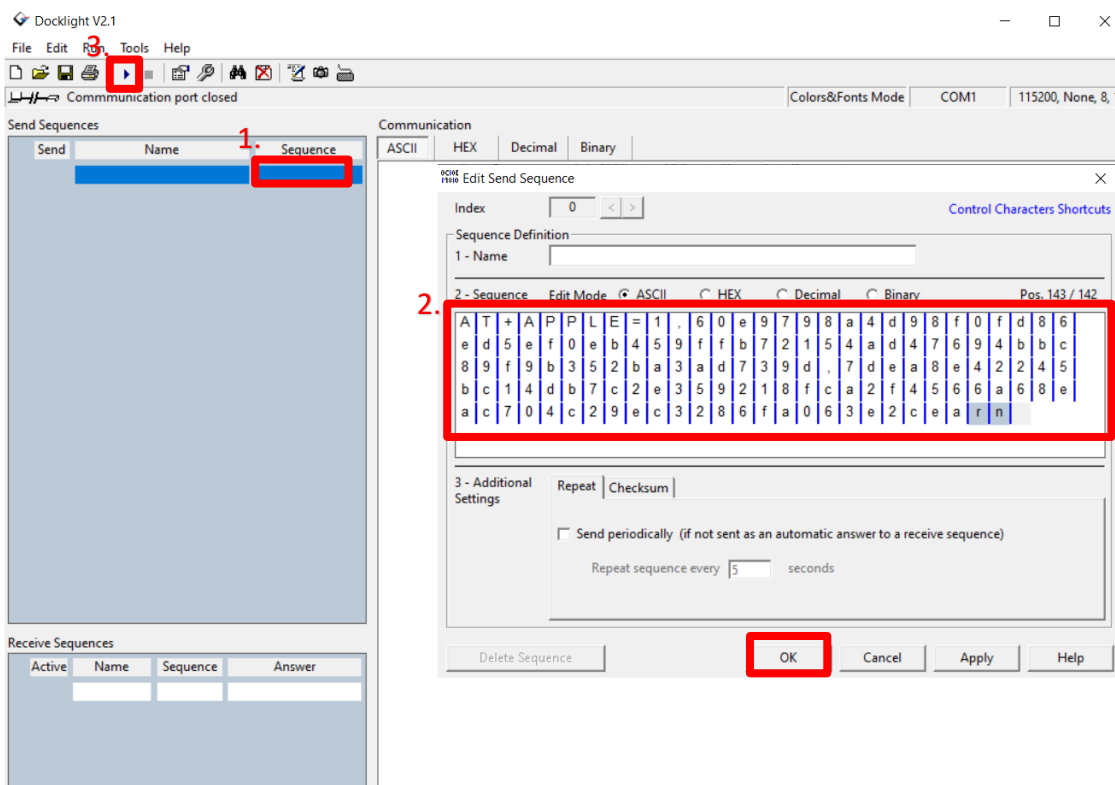 Docklight V2.1
File Edit Run Tools Help
3.
Commmunication port closed
Colors&Fonts Mode COM1 115200, None, 8,
Send Sequences
Send Name Sequence
1.
Communication
ASCII HEX Decimal Binary
Edit Send Sequence
Index 0 < >
Control Characters Shortcuts
Sequence Definition
1 - Name
2 - Sequence Edit Mode ASCII HEX Decimal Binary Pos. 143 / 142
2.
AT+APPLE=1,60e9798a4d98f0fd86
ed5ef0eb459ffb72154ad47694bbc
89f9b352ba3ad739d,7dea8e42245
bc14db7c2e359218fca2f4566a68e
ac704c29ec3286fa063e2cearn
3 - Additional Settings
Repeat Checksum
Send periodically (if not sent as an automatic answer to a receive sequence)
Repeat sequence every 5 seconds
Delete Sequence OK Cancel Apply Help
Receive Sequences
Active Name Sequence Answer